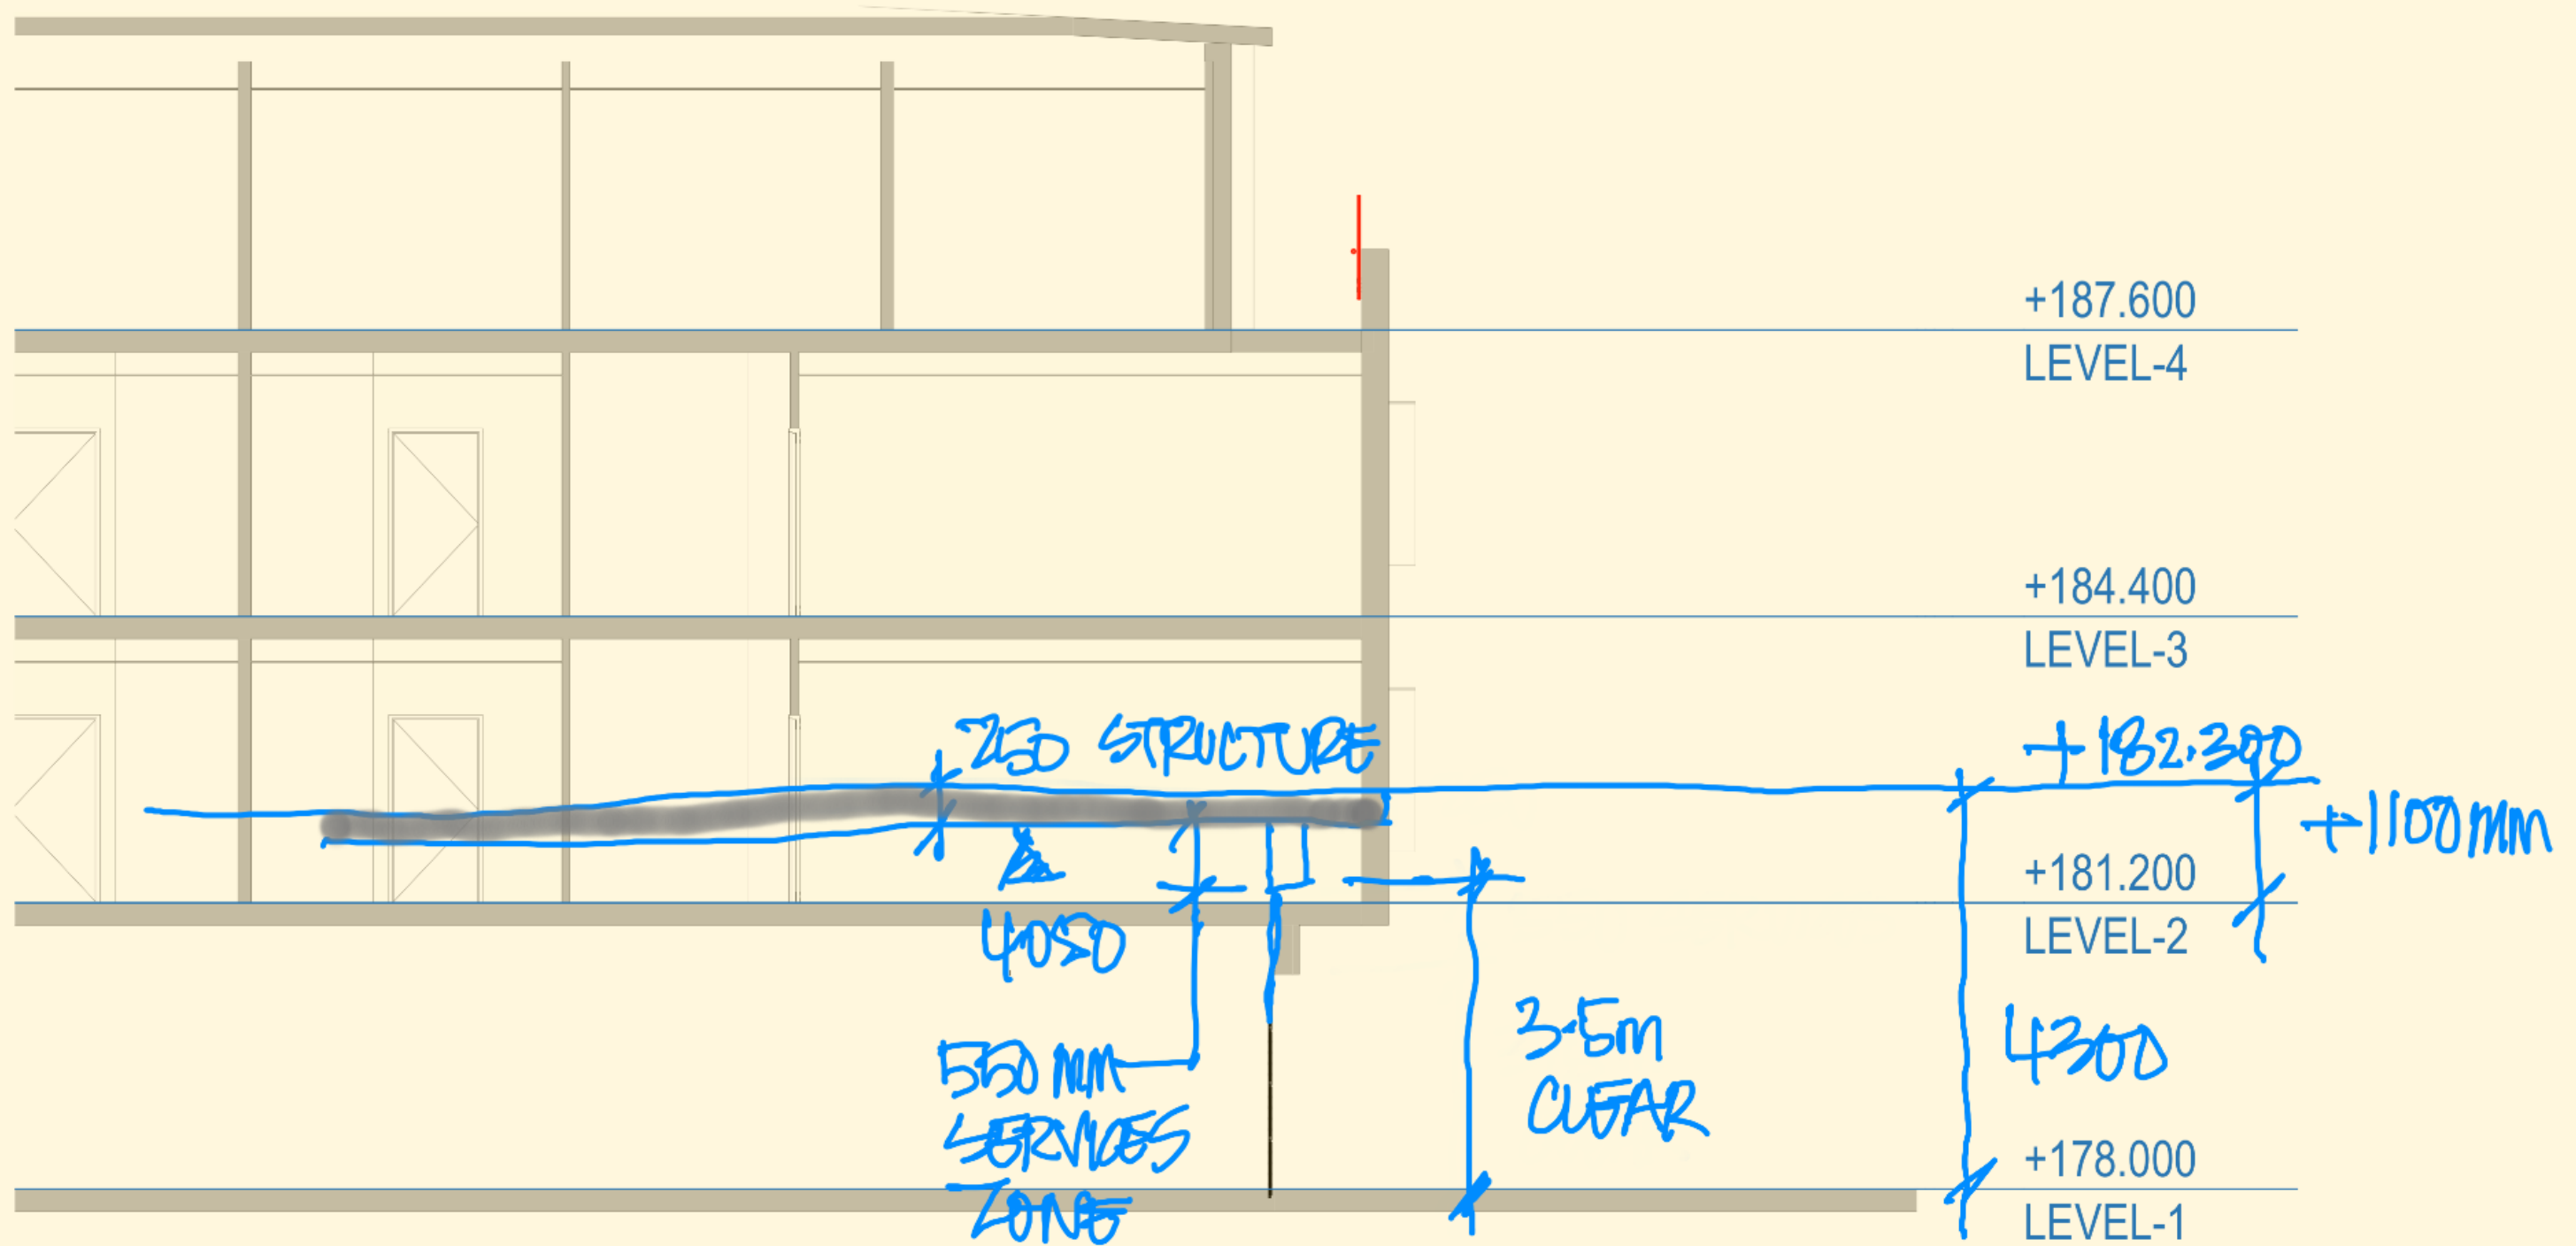 +187.600
LEVEL-4
+184.400
LEVEL-3
250 STRUCTURE
+182.300
+1100MM
+181.200
LEVEL-2
4050
550 MM
SERVICES
ZONE
3.5m
CLEAR
4300
+178.000
LEVEL-1